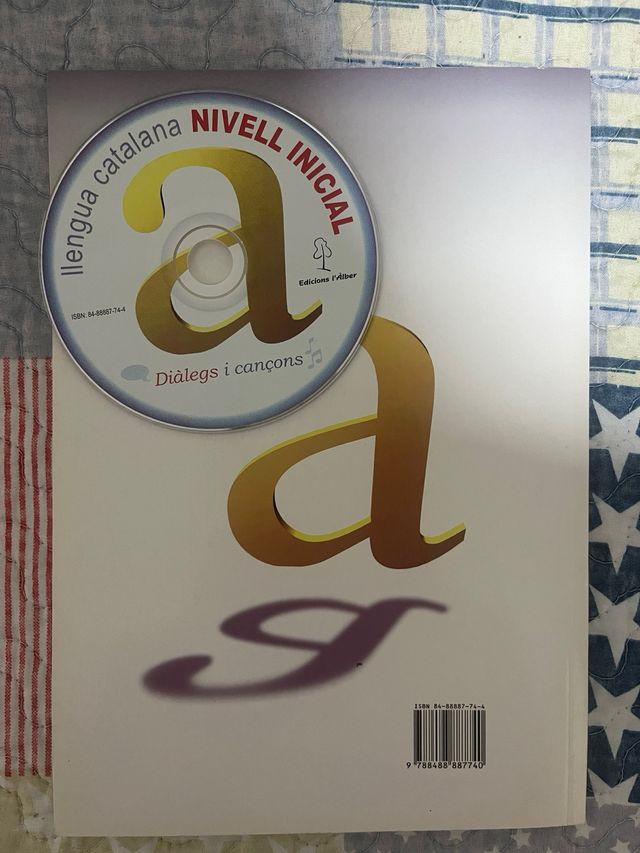 llengua catalana NIVELL INICIAL
a
Edicions l'Àlber
ISBN: 84-88887-74-4
Diàlegs i cançons
a
ISBN 84-88887-74-4
9 788488 887740